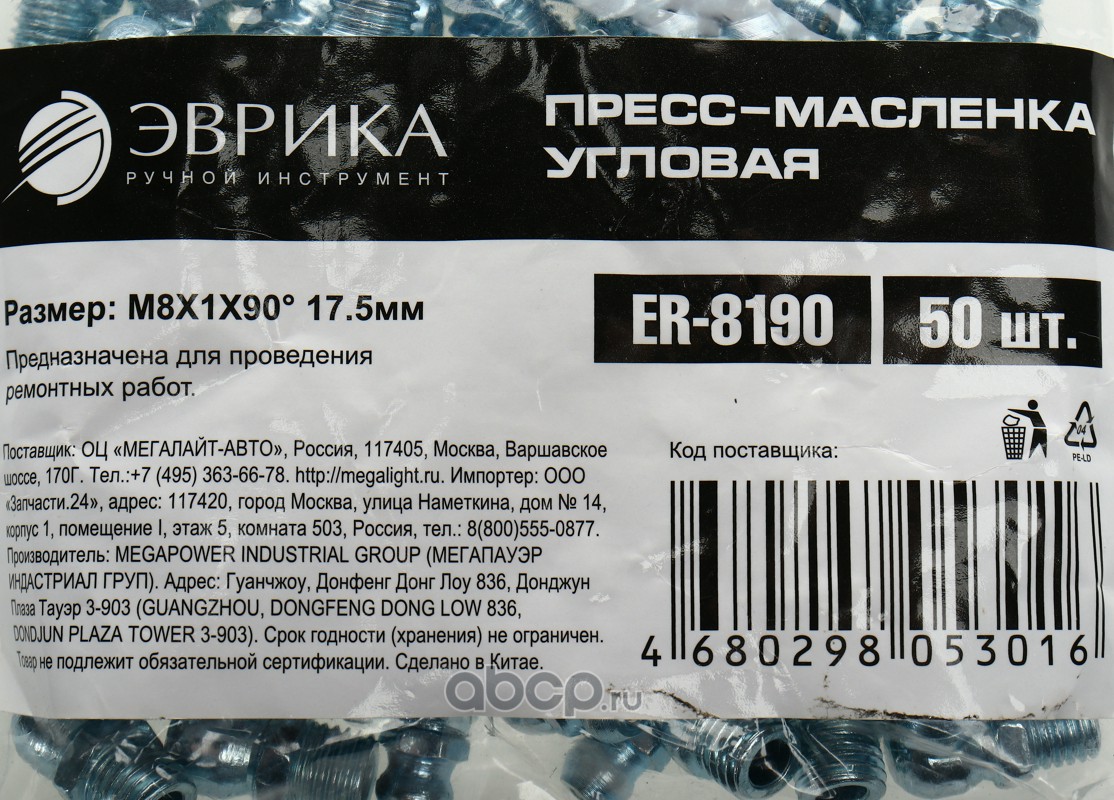 ЭВРИКА
РУЧНОЙ ИНСТРУМЕНТ
ПРЕСС-МАСЛЕНКА
УГЛОВАЯ
Размер: М8Х1Х90° 17.5мм
Предназначена для проведения
ремонтных работ.
ER-8190
50 шт.
04
PE-LD
Поставщик: ОЦ «МЕГАЛАЙТ-АВТО», Россия, 117405, Москва, Варшавское
шоссе, 170Г. Тел.:+7 (495) 363-66-78. http://megalight.ru. Импортер: ООО
«Запчасти.24», адрес: 117420, город Москва, улица Наметкина, дом № 14,
корпус 1, помещение I, этаж 5, комната 503, Россия, тел.: 8(800)555-0877.
Производитель: MEGAPOWER INDUSTRIAL GROUP (МЕГАПАУЭР
ИНДАСТРИАЛ ГРУП). Адрес: Гуанчжоу, Донфенг Донг Лоу 836, Донджун
Плаза Тауэр 3-903 (GUANGZHOU, DONGFENG DONG LOW 836,
DONDJUN PLAZA TOWER 3-903). Срок годности (хранения) не ограничен.
Товар не подлежит обязательной сертификации. Сделано в Китае.
Код поставщика:
4 680298 053016
abcp.ru